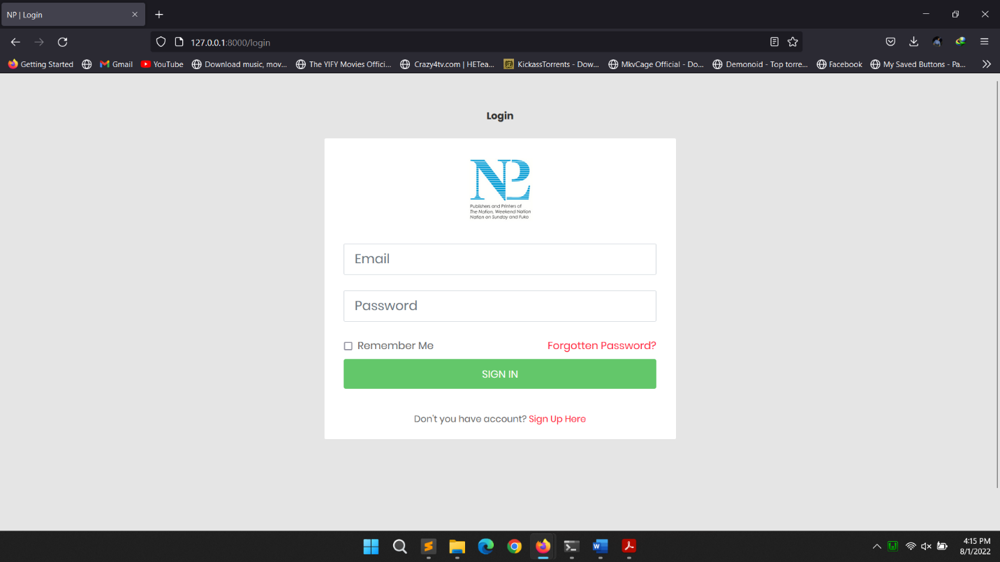 NP | Login
127.0.0.1:8000/login
Getting Started
Gmail
YouTube
Download music, mov...
The YIFY Movies Offici...
Crazy4tv.com | HETea...
KickassTorrents - Dow...
MkvCage Official - Do...
Demonoid - Top torre...
Facebook
My Saved Buttons - Pa...
Login
NP
Publishers and Printers of
The Nation, Weekend Nation
Nation on Sunday and Fuko
Email
Password
Remember Me
Forgotten Password?
SIGN IN
Don't you have account? Sign Up Here
4:15 PM
8/1/2022